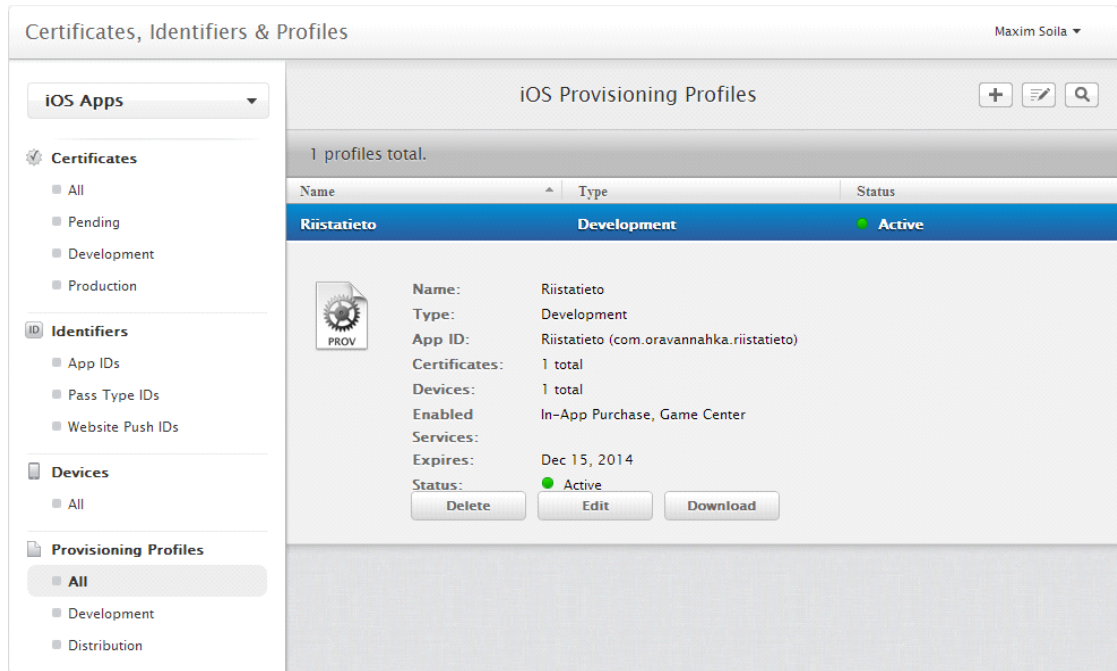 Certificates, Identifiers & Profiles
Maxim Soila
iOS Apps
Certificates
All
Pending
Development
Production
ID Identifiers
App IDs
Pass Type IDs
Website Push IDs
Devices
All
Provisioning Profiles
All
Development
Distribution
iOS Provisioning Profiles
1 profiles total.
Name Type Status
Riistatieto Development Active
PROV
Name: Riistatieto
Type: Development
App ID: Riistatieto (com.oravannahka.riistatieto)
Certificates: 1 total
Devices: 1 total
Enabled In-App Purchase, Game Center
Services:
Expires: Dec 15, 2014
Status: Active
Delete Edit Download